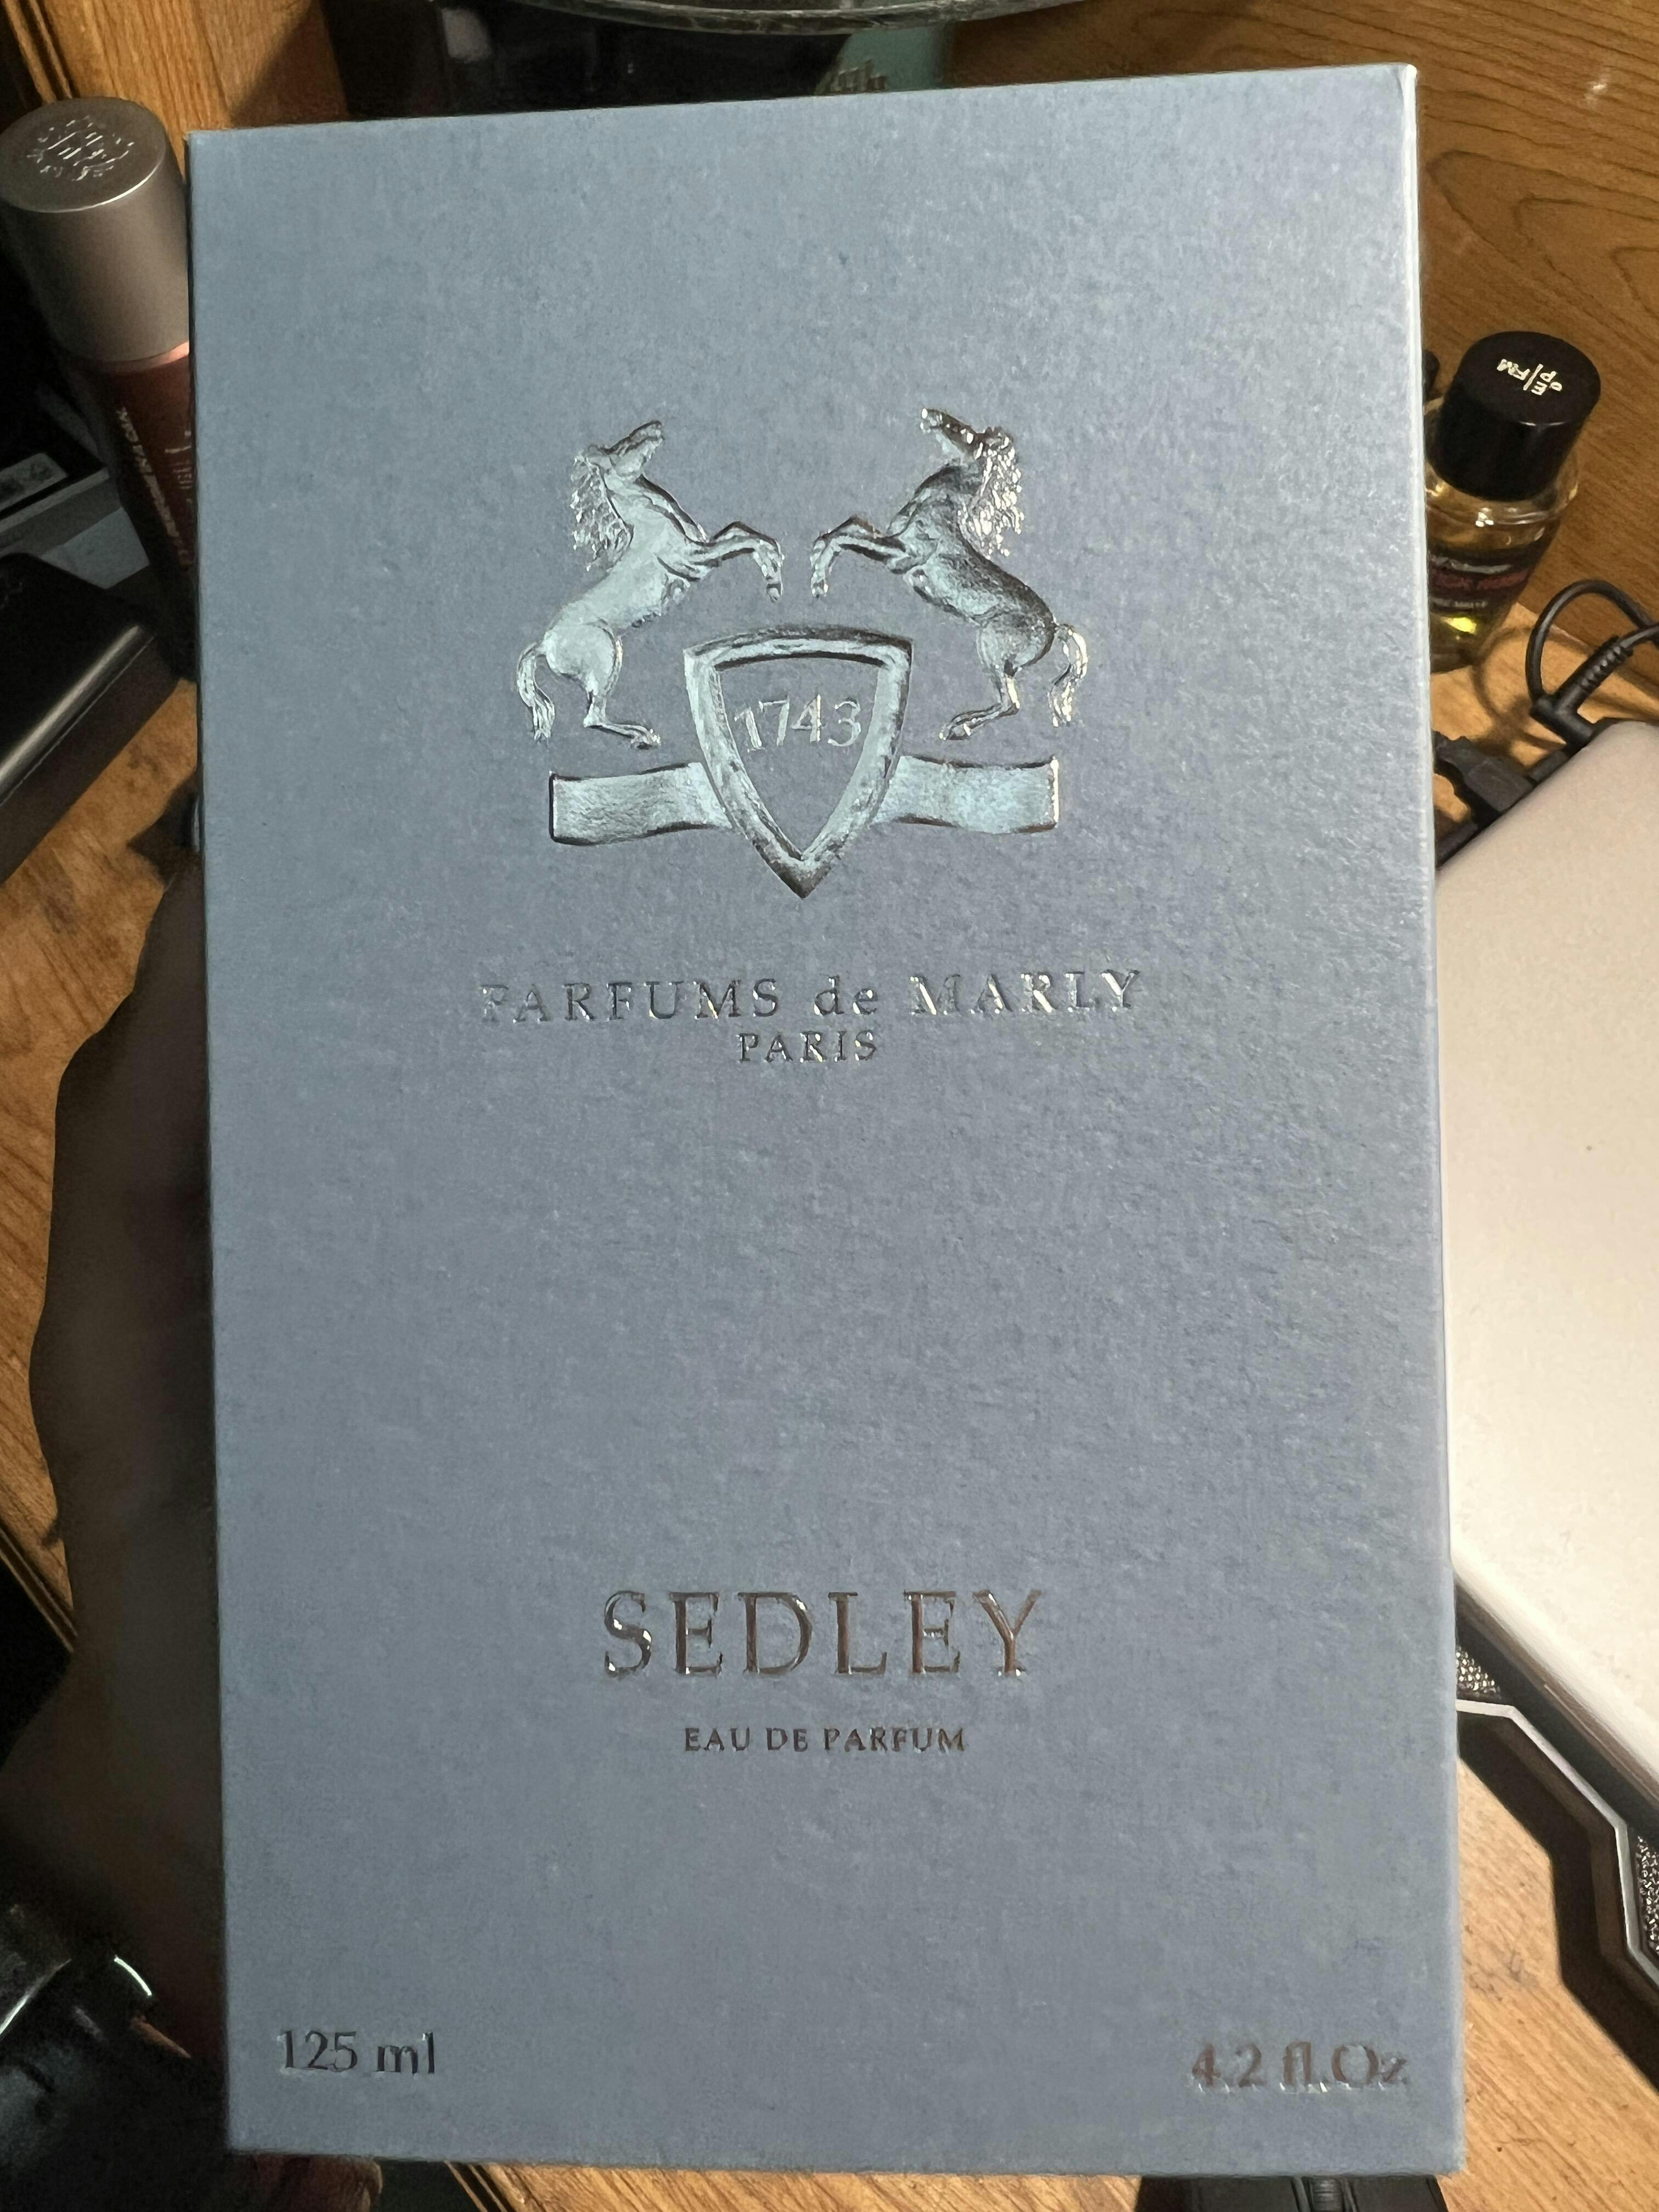 1743
PARFUMS de MARLY
PARIS
SEDLEY
EAU DE PARFUM
125 ml
4.2 fl.Oz